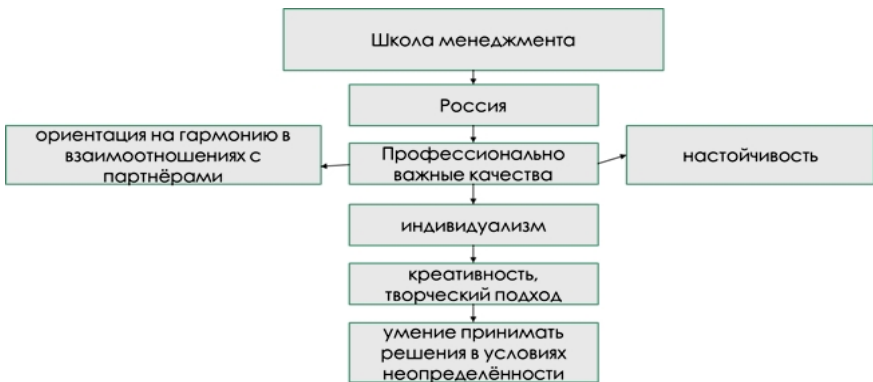 Школа менеджмента
Россия
ориентация на гармонию в
взаимоотношениях с
партнёрами
Профессионально
важные качества
настойчивость
индивидуализм
креативность,
творческий подход
умение принимать
решения в условиях
неопределённости